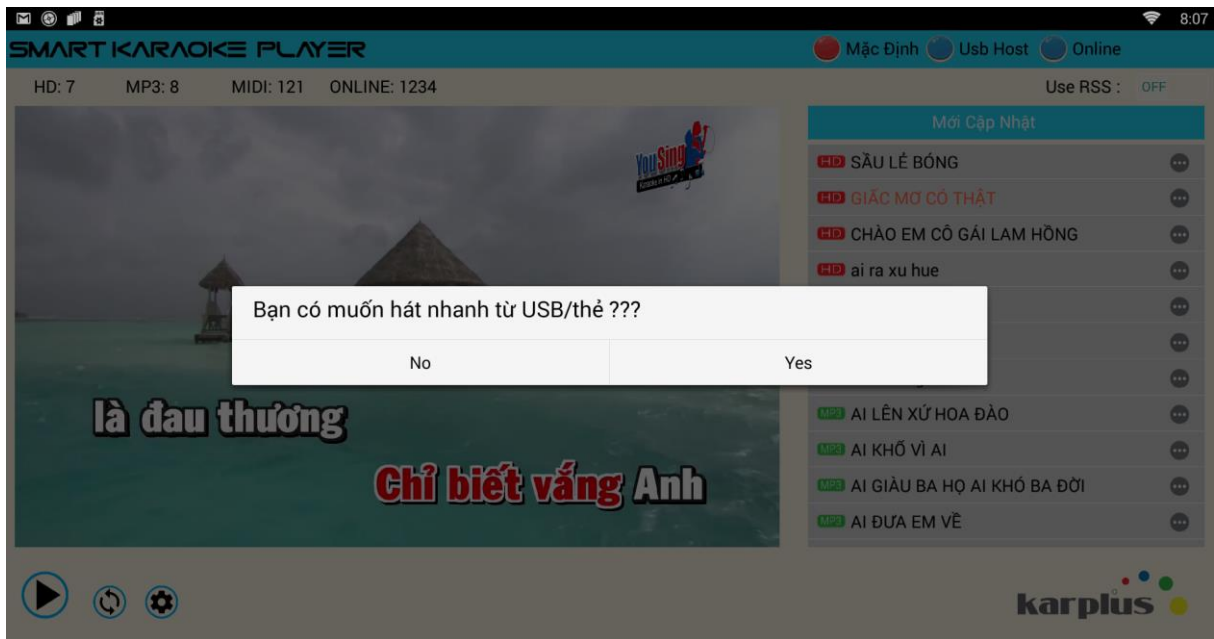 8:07
SMART KARAOKE PLAYER
Mặc Định Usb Host Online
HD: 7 MP3: 8 MIDI: 121 ONLINE: 1234
Use RSS : OFF
YouSing
Mới Cập Nhật
HD SẦU LẺ BÓNG
HD GIẤC MƠ CÓ THẬT
HD CHÀO EM CÔ GÁI LAM HỒNG
HD ai ra xu hue
Bạn có muốn hát nhanh từ USB/thẻ ???
No Yes
MP3 AI LÊN XỨ HOA ĐÀO
MP3 AI KHỔ VÌ AI
MP3 AI GIÀU BA HỌ AI KHÓ BA ĐỜI
MP3 AI ĐƯA EM VỀ
là đau thương
Chỉ biết vắng Anh
karplus